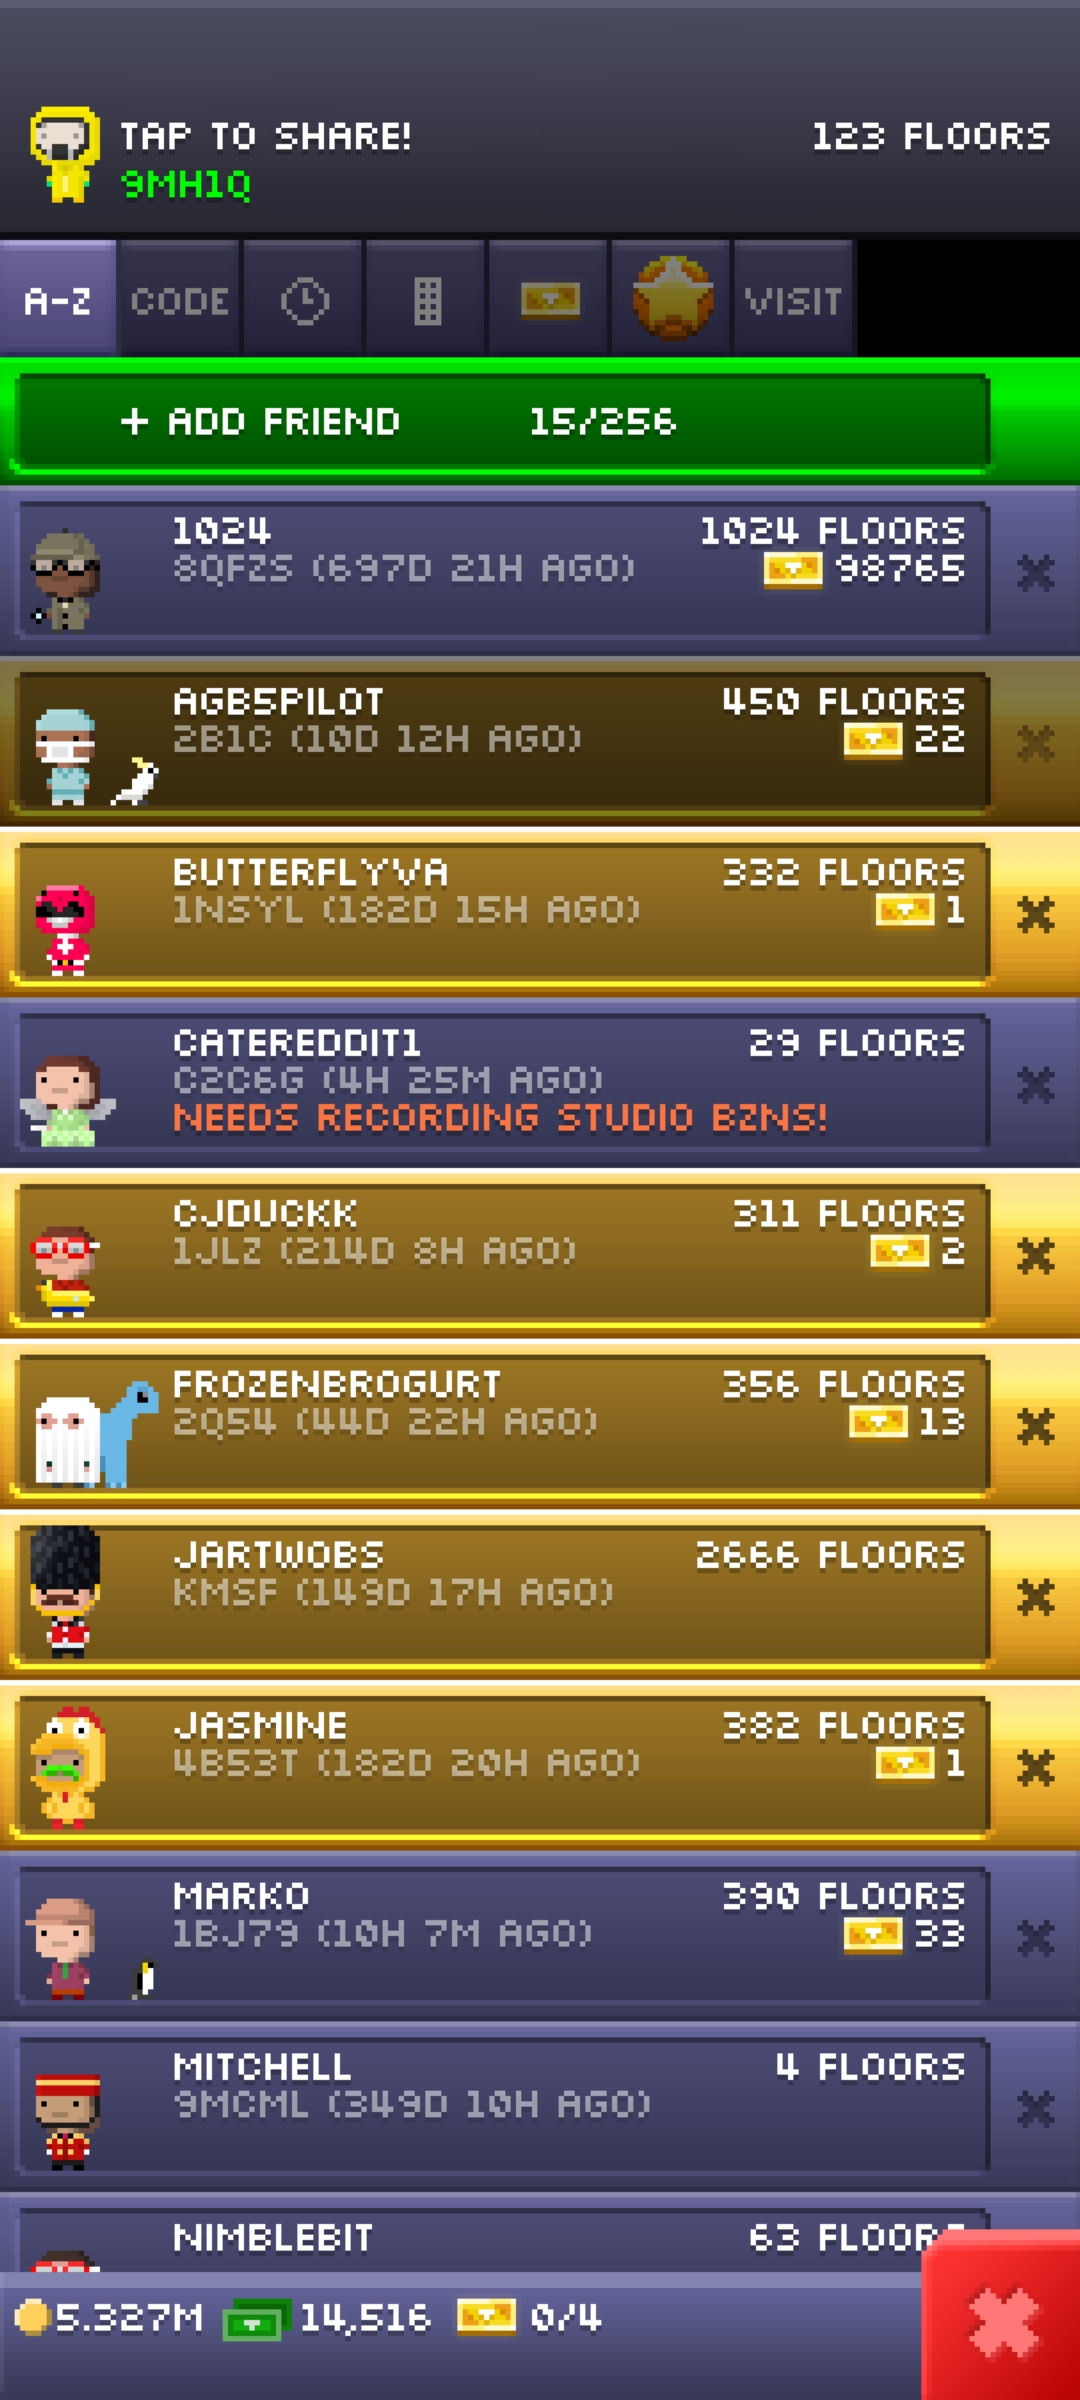 TAP TO SHARE! 123 FLOORS
9MH1Q
A-Z CODE VISIT
+ ADD FRIEND 15/256
1024 1024 FLOORS
8QFZS (697D 21H AGO) 98765
AGB5PILOT 450 FLOORS
2B1C (10D 12H AGO) 22
BUTTERFLYVA 332 FLOORS
1NSYL (182D 15H AGO) 1
CATEREDDIT1 29 FLOORS
C2C6G (4H 25M AGO)
NEEDS RECORDING STUDIO BZNS!
CJDUCKK 311 FLOORS
1JLZ (214D 8H AGO) 2
FROZENBROGURT 356 FLOORS
2Q54 (44D 22H AGO) 13
JARTWOBS 2666 FLOORS
KMSF (149D 17H AGO)
JASMINE 382 FLOORS
4B53T (182D 20H AGO) 1
MARKO 390 FLOORS
1BJ79 (10H 7M AGO) 33
MITCHELL 4 FLOORS
9MCML (349D 10H AGO)
NIMBLEBIT 63 FLOORS
5.327M 14,516 0/4